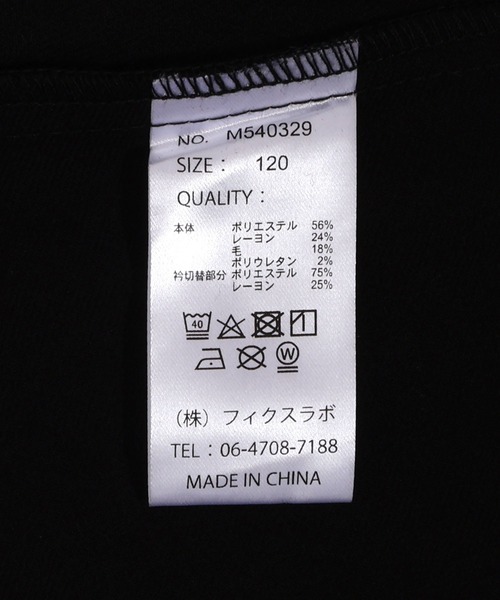 NO. M540329
SIZE : 120
QUALITY :
本体 ポリエステル 56%
レーヨン 24%
毛 18%
ポリウレタン 2%
衿切替部分 ポリエステル 75%
レーヨン 25%
40
W
(株) フィクスラボ
TEL : 06-4708-7188
MADE IN CHINA